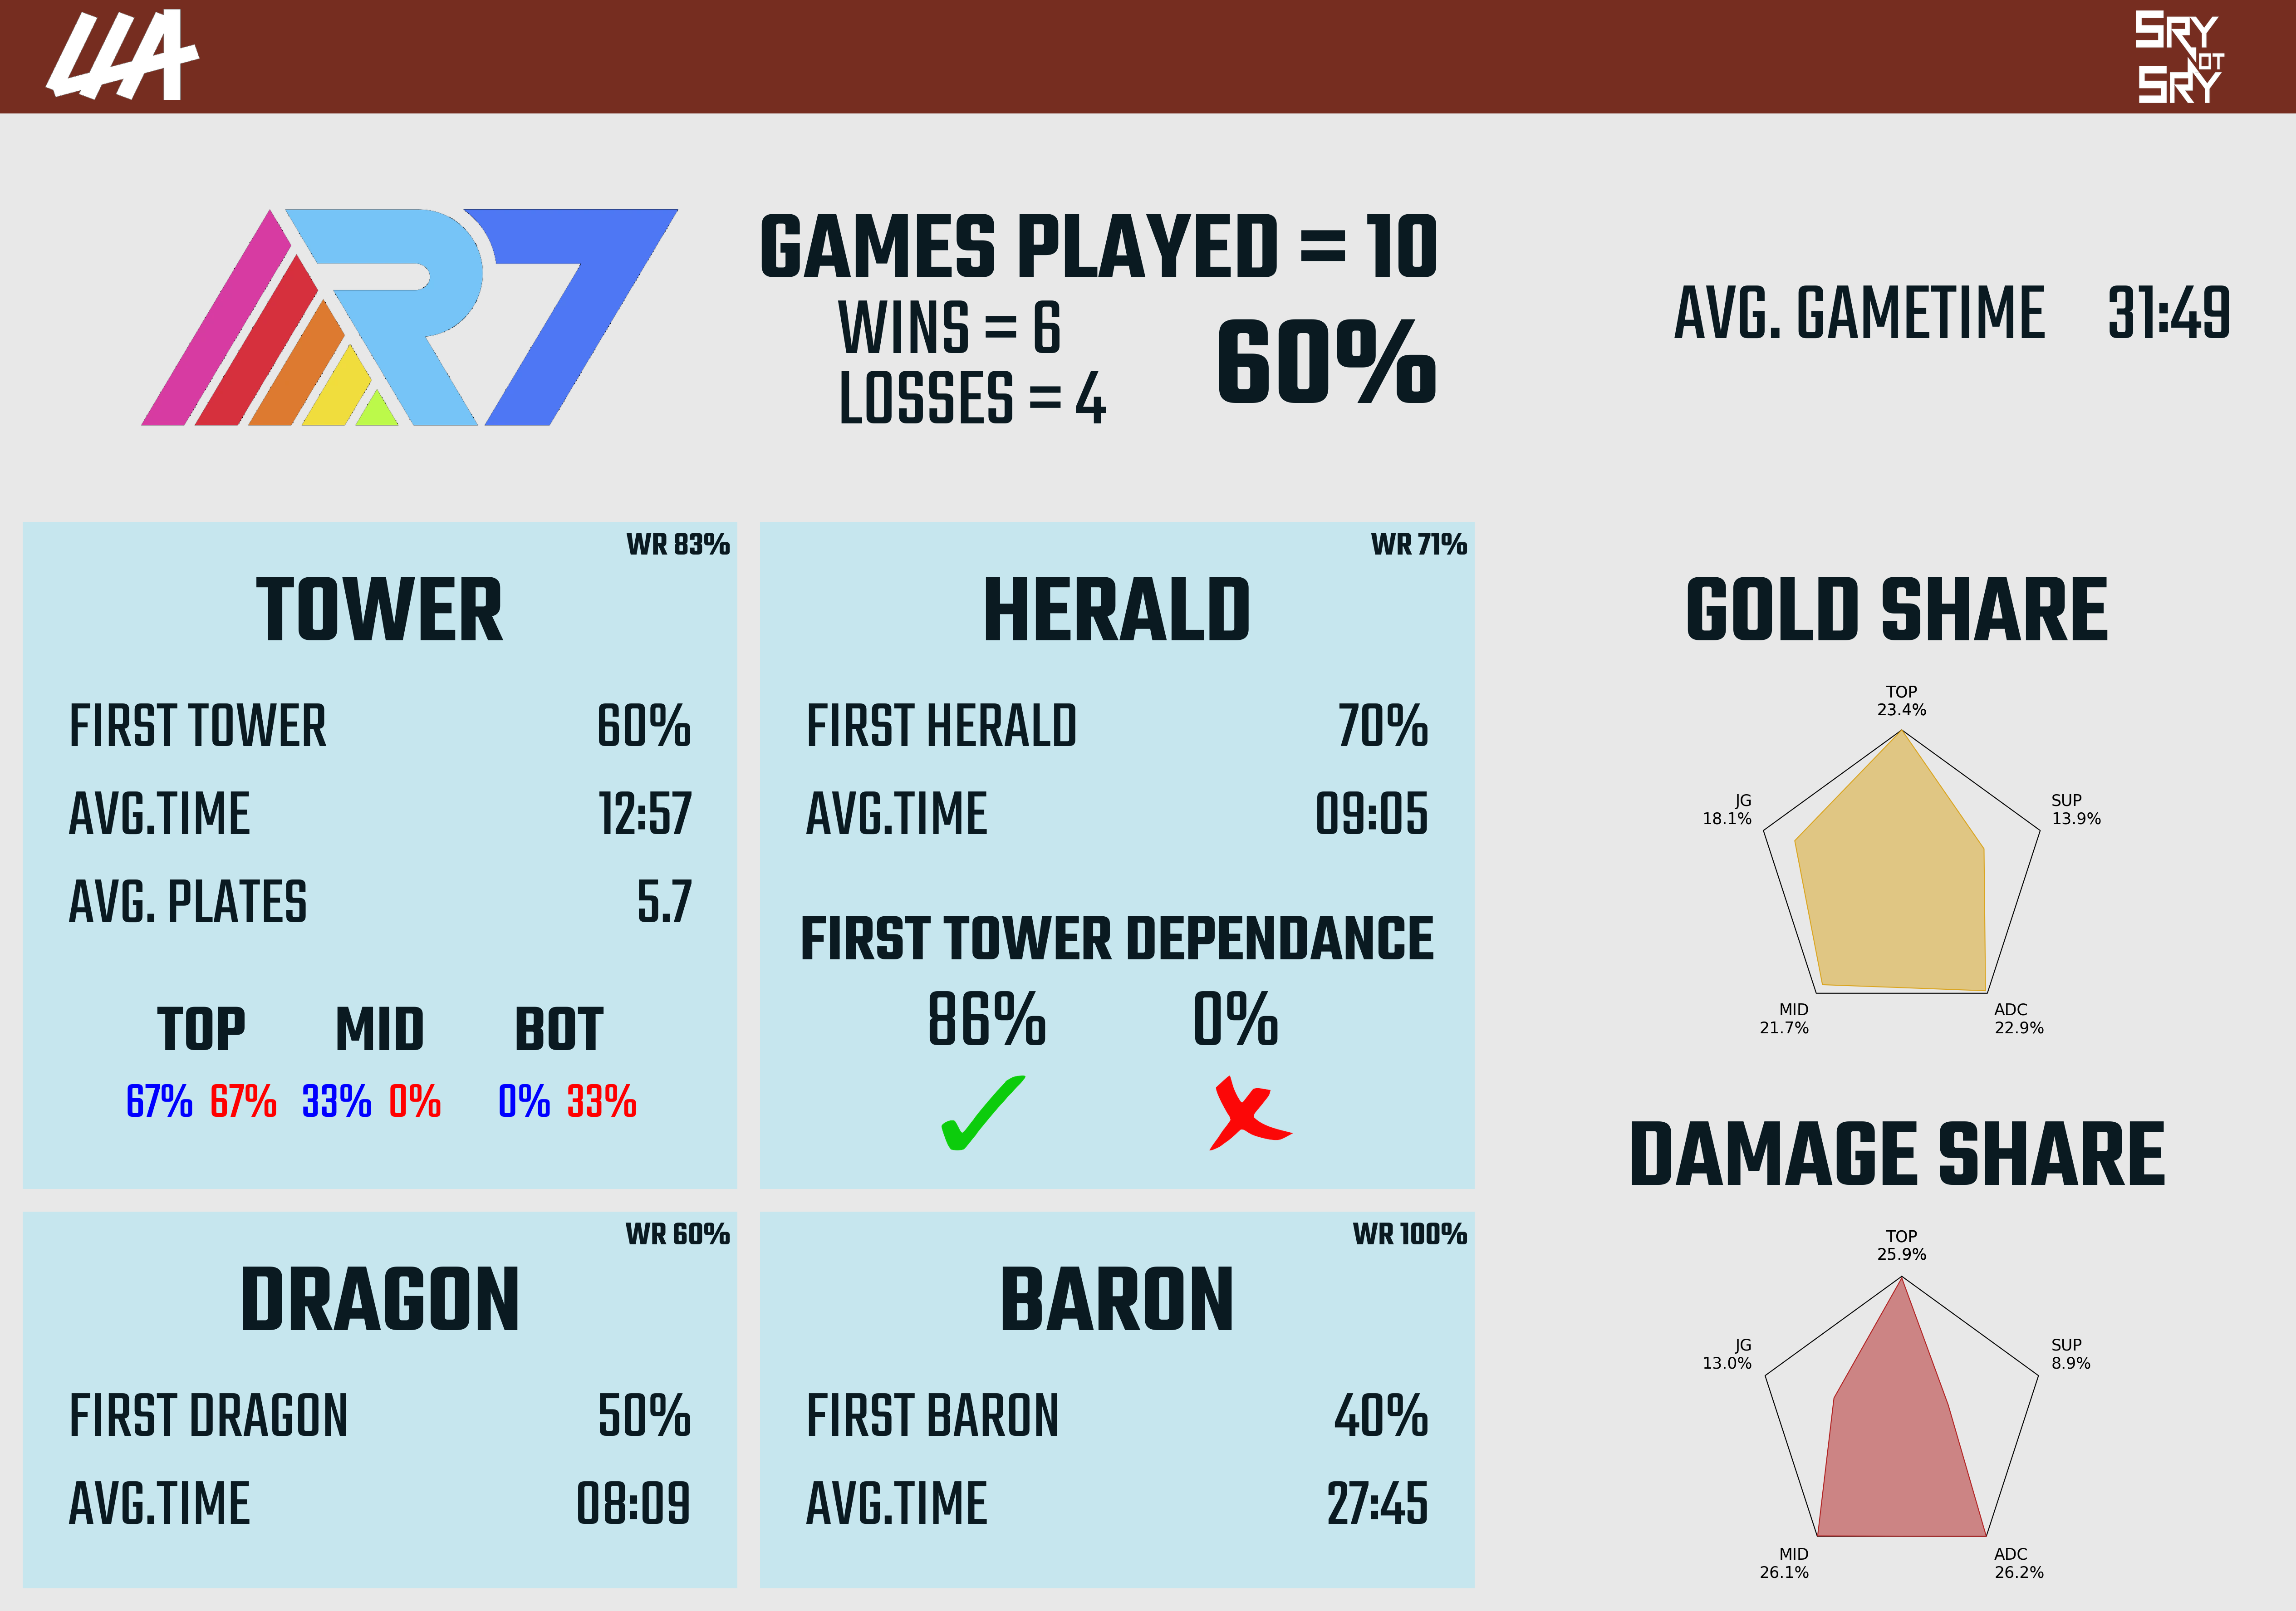 LLA
SRY
NOT
SRY
R7
GAMES PLAYED = 10
WINS = 6
LOSSES = 4
60%
AVG. GAMETIME 31:49
WR 83%
TOWER
FIRST TOWER 60%
AVG.TIME 12:57
AVG. PLATES 5.7
TOP MID BOT
67% 67% 33% 0% 0% 33%
WR 71%
HERALD
FIRST HERALD 70%
AVG.TIME 09:05
FIRST TOWER DEPENDANCE
86% 0%
WR 60%
DRAGON
FIRST DRAGON 50%
AVG.TIME 08:09
WR 100%
BARON
FIRST BARON 40%
AVG.TIME 27:45
GOLD SHARE
TOP
23.4%
JG
18.1%
SUP
13.9%
MID
21.7%
ADC
22.9%
DAMAGE SHARE
TOP
25.9%
JG
13.0%
SUP
8.9%
MID
26.1%
ADC
26.2%